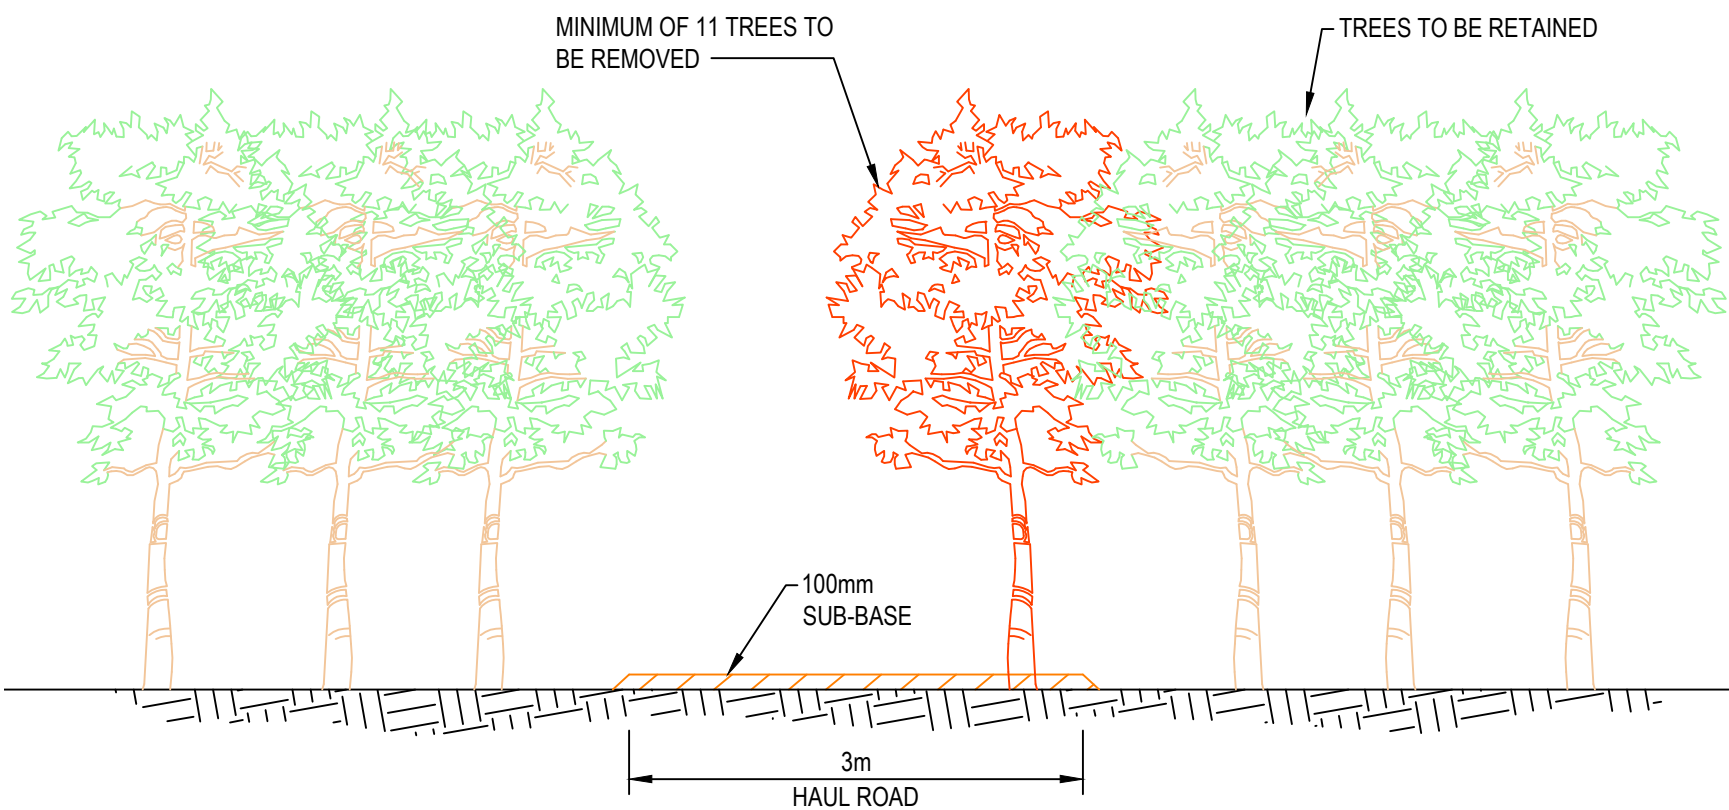 MINIMUM OF 11 TREES TO
BE REMOVED
TREES TO BE RETAINED
100mm
SUB-BASE
3m
HAUL ROAD